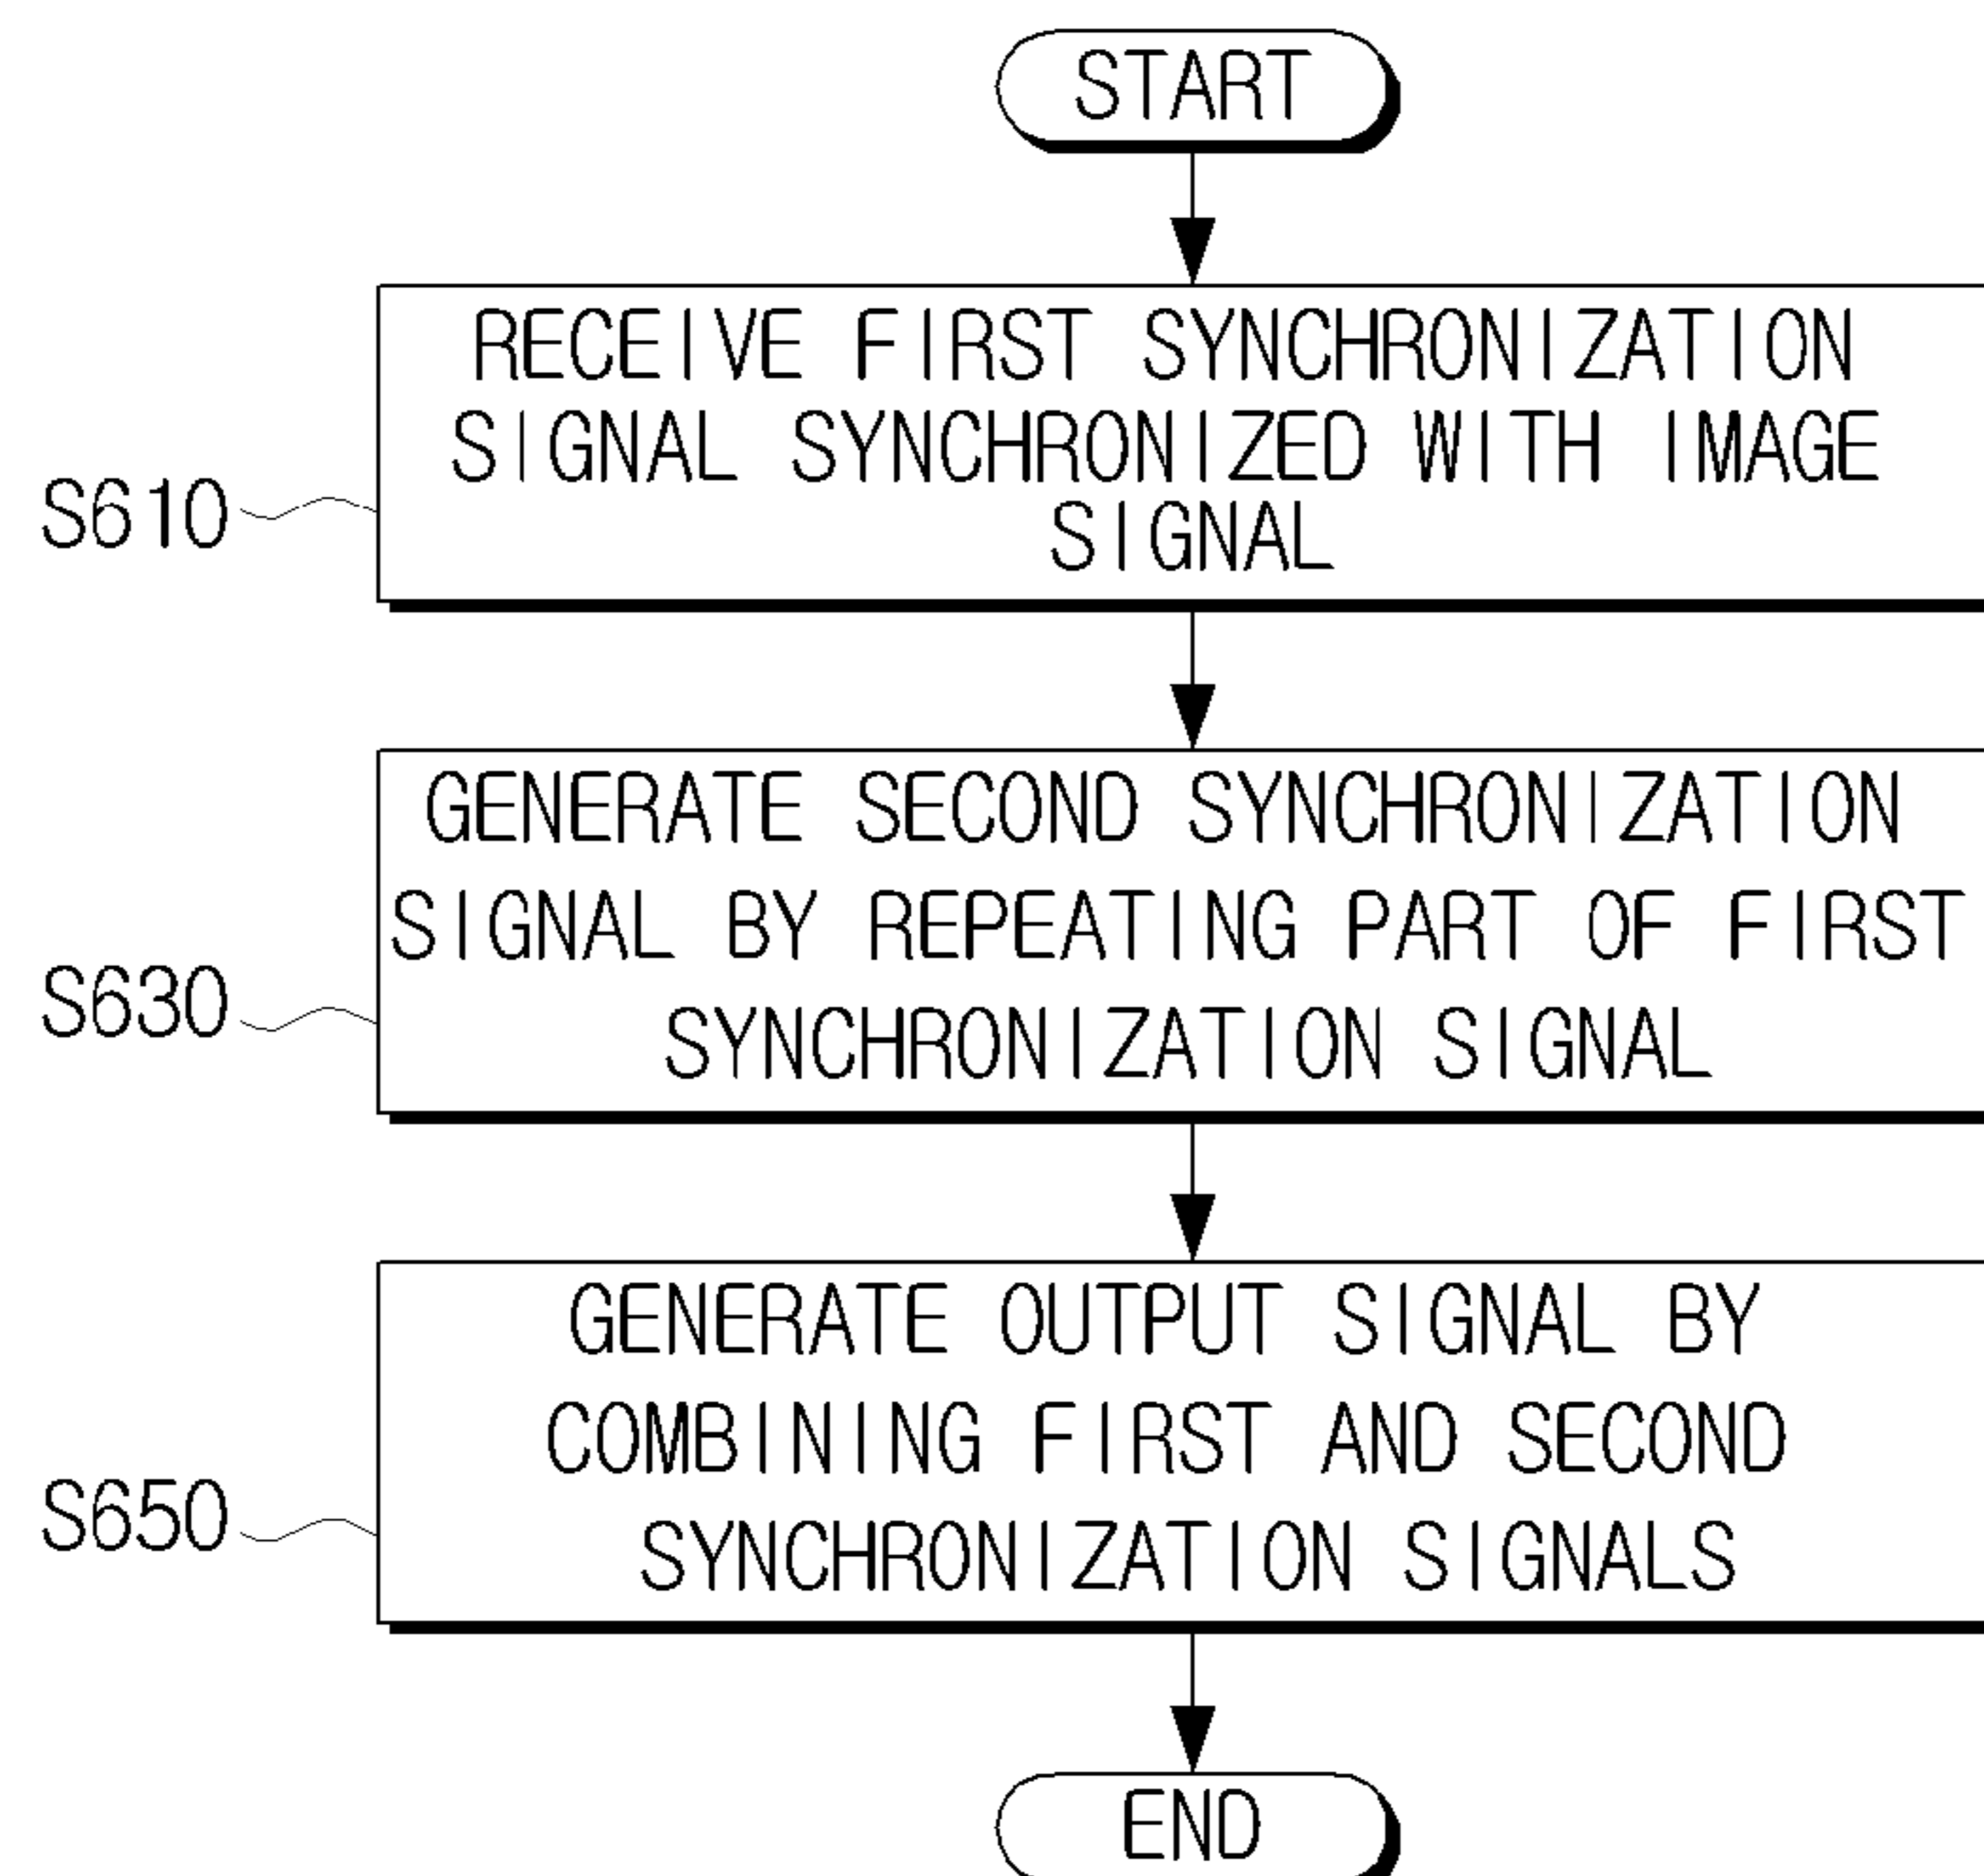 START
RECEIVE FIRST SYNCHRONIZATION
SIGNAL SYNCHRONIZED WITH IMAGE
SIGNAL
S610
GENERATE SECOND SYNCHRONIZATION
SIGNAL BY REPEATING PART OF FIRST
SYNCHRONIZATION SIGNAL
S630
GENERATE OUTPUT SIGNAL BY
COMBINING FIRST AND SECOND
SYNCHRONIZATION SIGNALS
S650
END